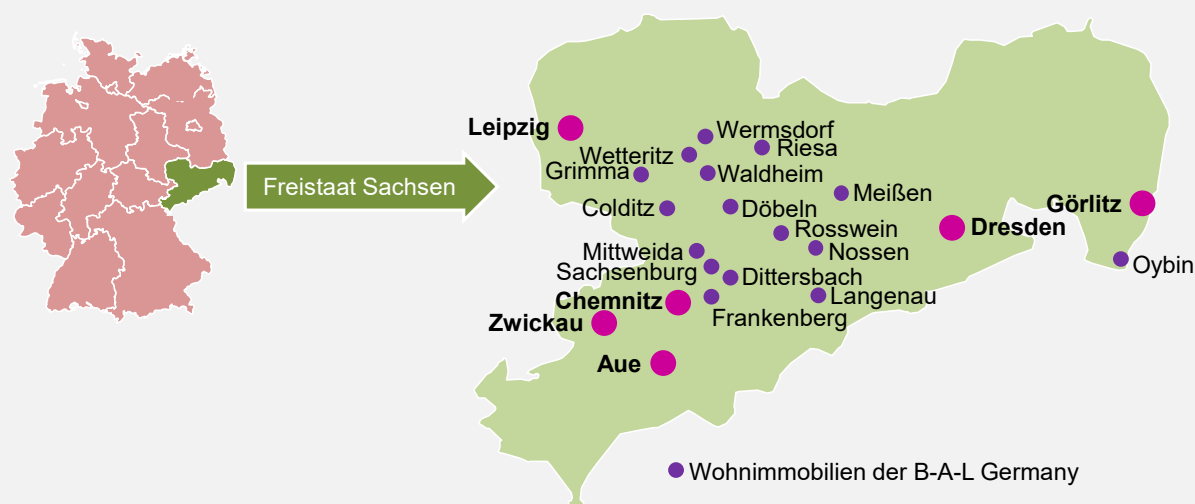 Freistaat Sachsen
Leipzig
Wermsdorf
Riesa
Wetteritz
Grimma
Waldheim
Meißen
Colditz
Döbeln
Görlitz
Rosswein
Dresden
Mittweida
Nossen
Oybin
Sachsenburg
Dittersbach
Chemnitz
Langenau
Zwickau
Frankenberg
Aue
Wohnimmobilien der B-A-L Germany